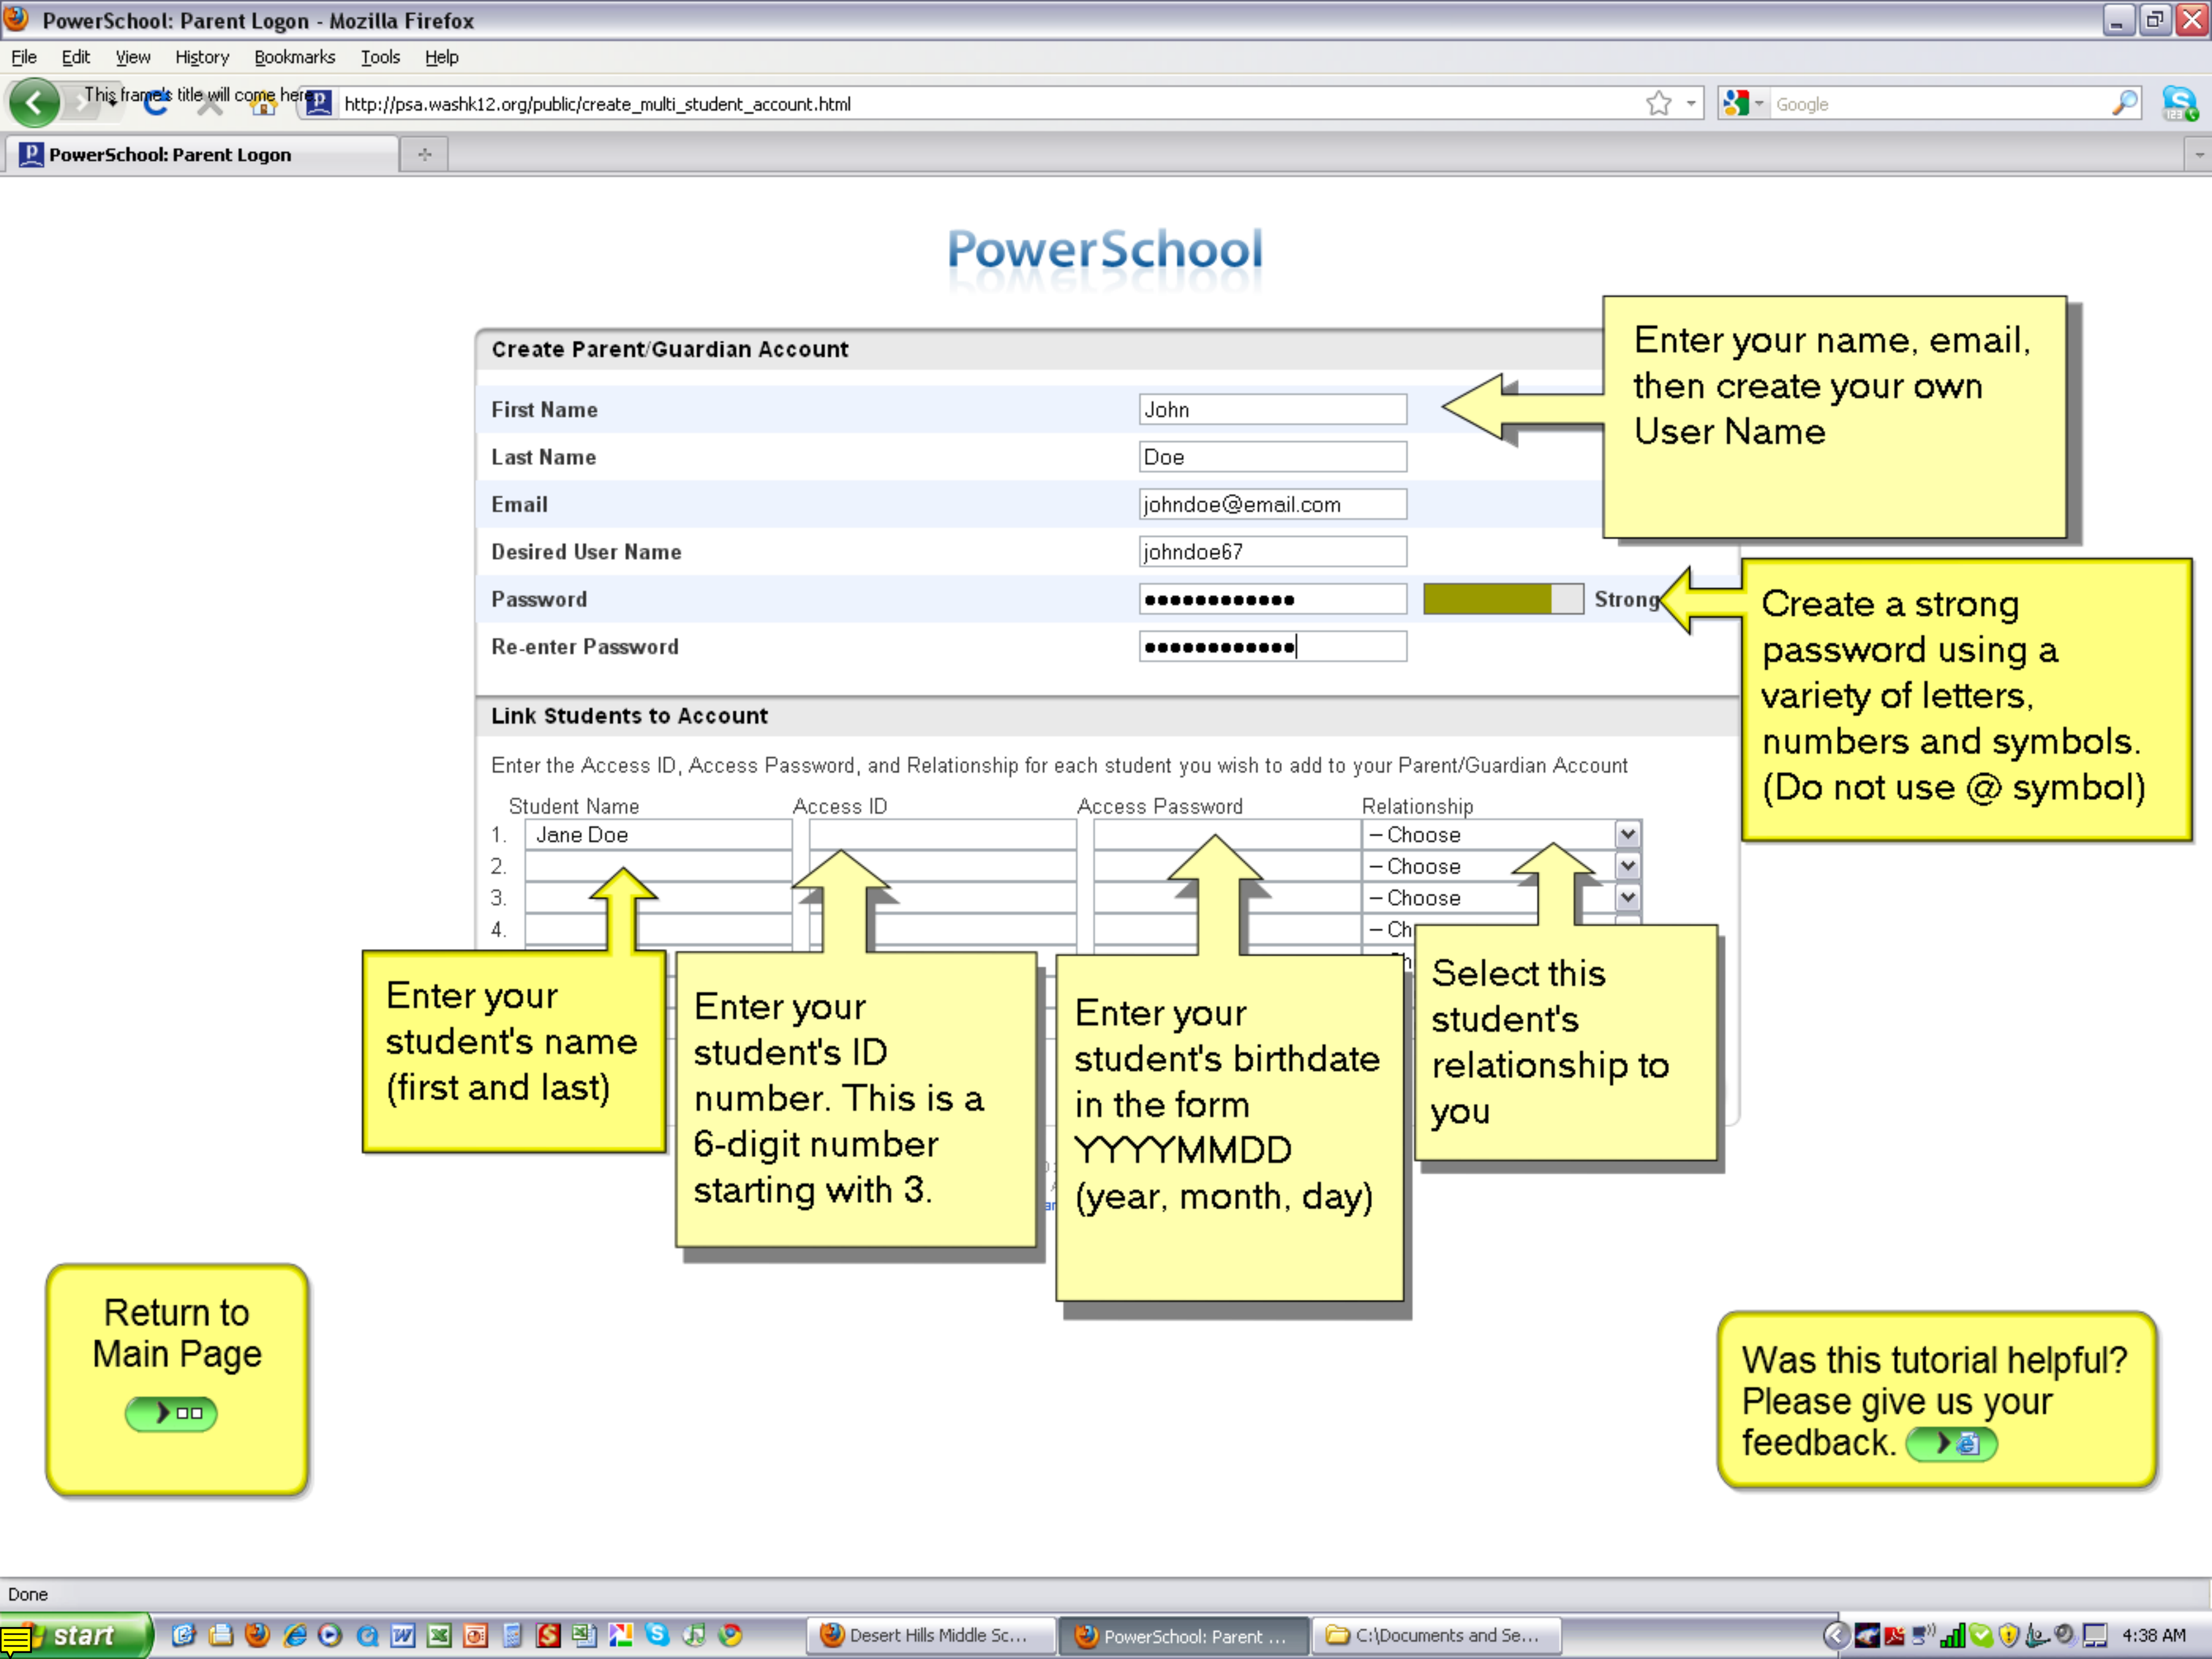 PowerSchool: Parent Logon - Mozilla Firefox
File Edit View History Bookmarks Tools Help
This frame's title will come here
http://psa.washk12.org/public/create_multi_student_account.html
Google
PowerSchool: Parent Logon
PowerSchool
Create Parent/Guardian Account
First Name
John
Last Name
Doe
Email
johndoe@email.com
Desired User Name
johndoe67
Password
••••••••••••
Strong
Re-enter Password
••••••••••••
Enter your name, email,
then create your own
User Name
Create a strong
password using a
variety of letters,
numbers and symbols.
(Do not use @ symbol)
Link Students to Account
Enter the Access ID, Access Password, and Relationship for each student you wish to add to your Parent/Guardian Account
Student Name Access ID Access Password Relationship
1. Jane Doe – Choose
2. – Choose
3. – Choose
4. – Ch
Enter your
student's name
(first and last)
Enter your
student's ID
number. This is a
6-digit number
starting with 3.
Enter your
student's birthdate
in the form
YYYYMMDD
(year, month, day)
Select this
student's
relationship to
you
Return to
Main Page
Was this tutorial helpful?
Please give us your
feedback.
Done
start
Desert Hills Middle Sc...
PowerSchool: Parent ...
C:\Documents and Se...
4:38 AM